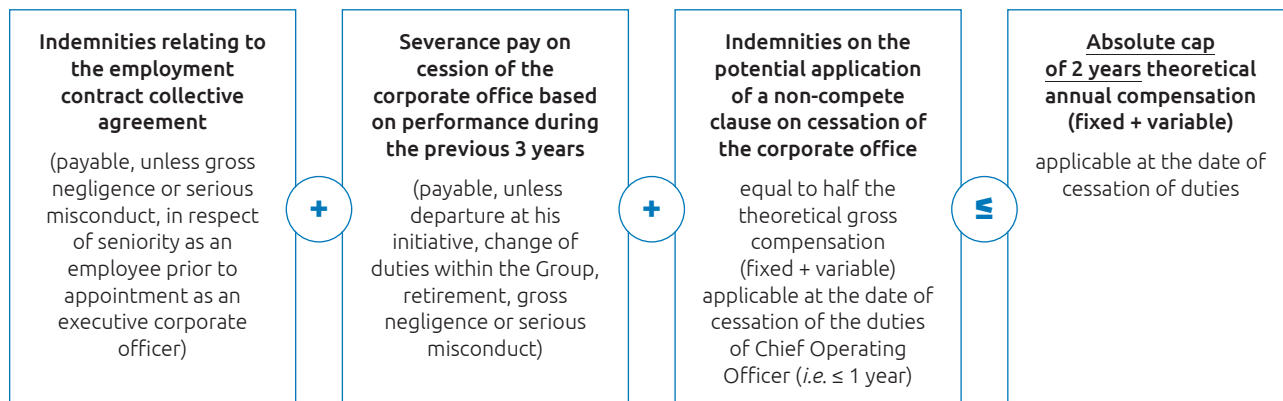 Indemnities relating to
the employment
contract collective
agreement
(payable, unless gross
negligence or serious
misconduct, in respect
of seniority as an
employee prior to
appointment as an
executive corporate
officer)
+
Severance pay on
cession of the
corporate office based
on performance during
the previous 3 years
(payable, unless
departure at his
initiative, change of
duties within the Group,
retirement, gross
negligence or serious
misconduct)
+
Indemnities on the
potential application
of a non-compete
clause on cessation of
the corporate office
equal to half the
theoretical gross
compensation
(fixed + variable)
applicable at the date of
cessation of the duties
of Chief Operating
Officer (i.e. ≤ 1 year)
≤
Absolute cap
of 2 years theoretical
annual compensation
(fixed + variable)
applicable at the date of
cessation of duties